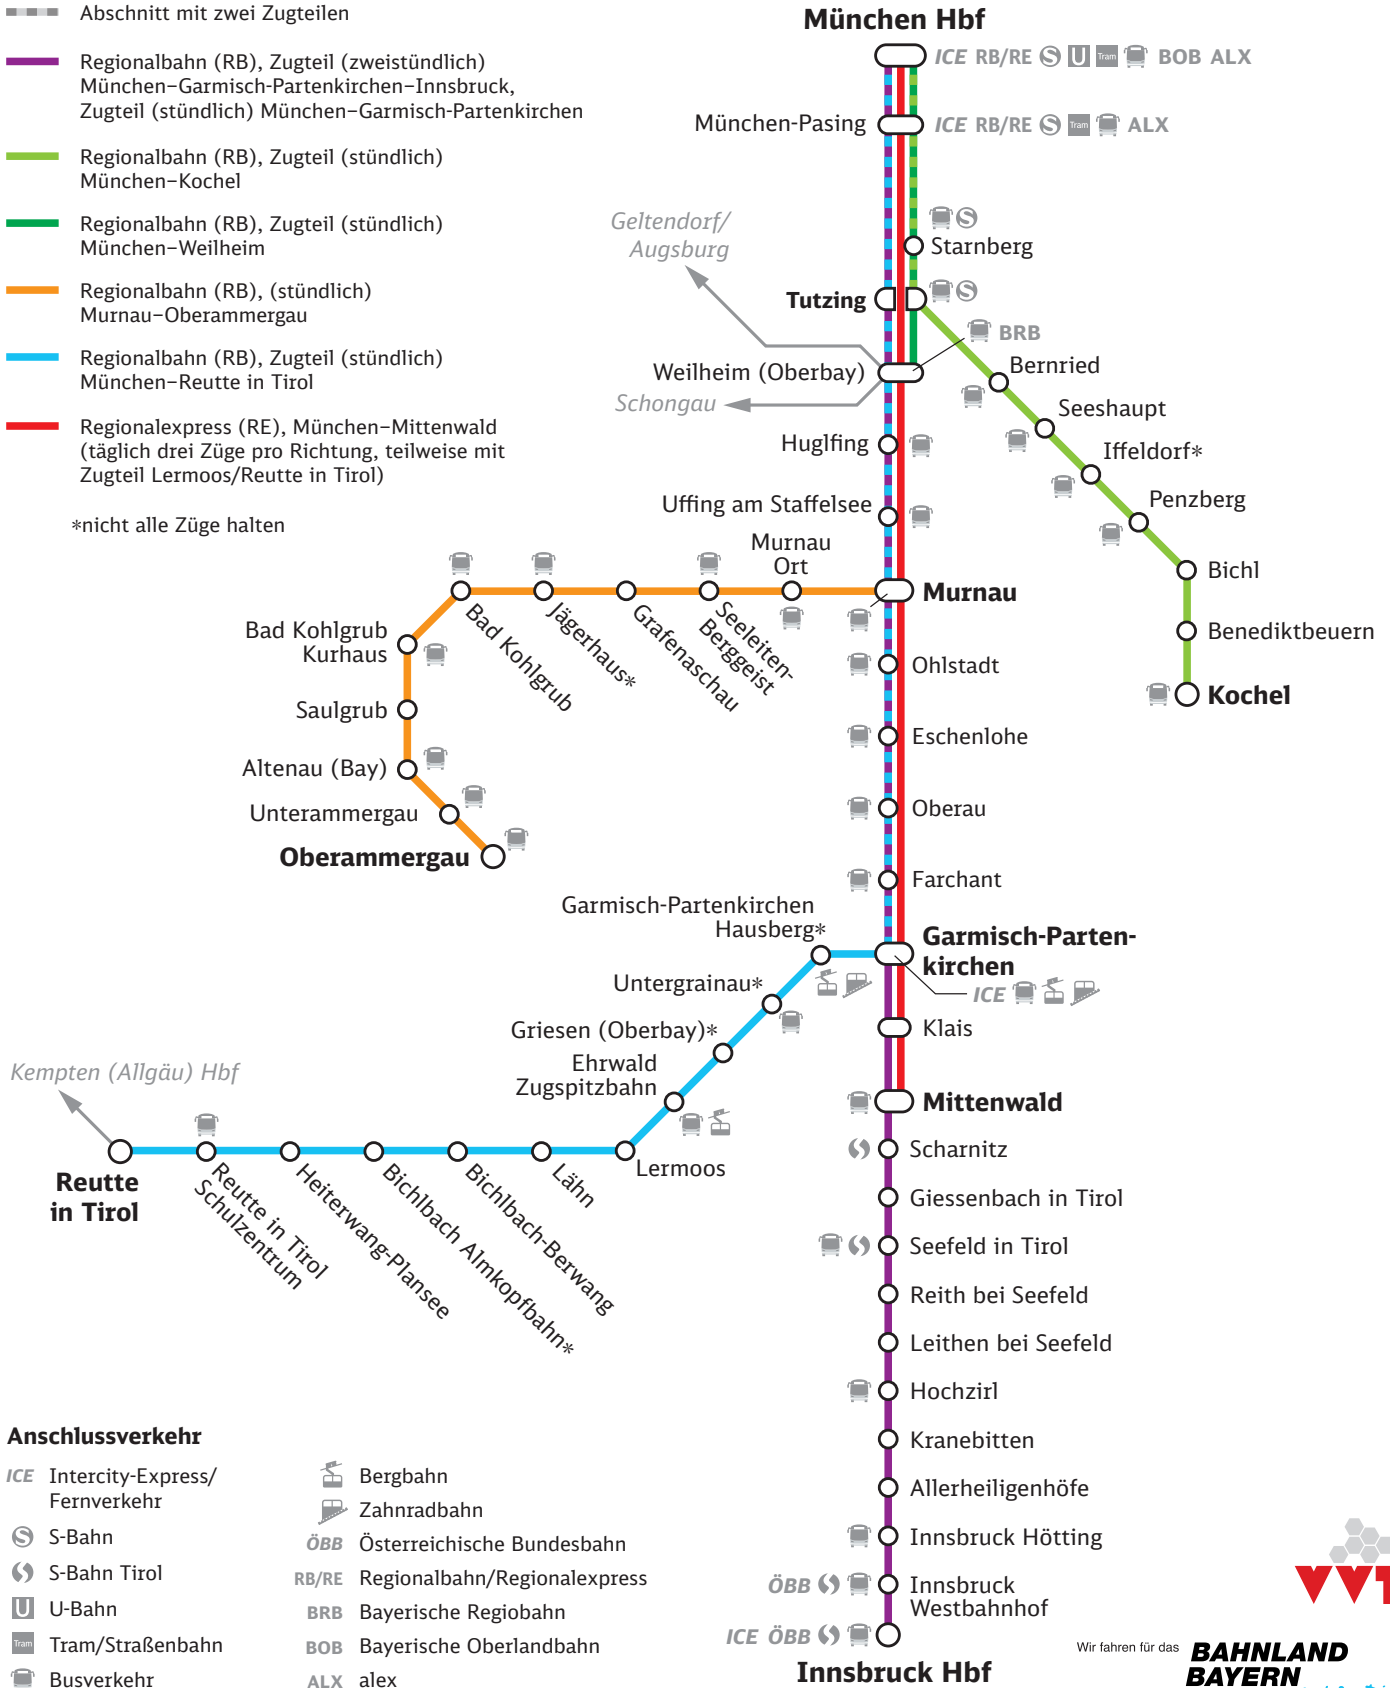 Abschnitt mit zwei Zugteilen
Regionalbahn (RB), Zugteil (zweistündlich)
München–Garmisch-Partenkirchen–Innsbruck,
Zugteil (stündlich) München–Garmisch-Partenkirchen
Regionalbahn (RB), Zugteil (stündlich)
München–Kochel
Regionalbahn (RB), Zugteil (stündlich)
München–Weilheim
Regionalbahn (RB), (stündlich)
Murnau–Oberammergau
Regionalbahn (RB), Zugteil (stündlich)
München–Reutte in Tirol
Regionalexpress (RE), München–Mittenwald
(täglich drei Züge pro Richtung, teilweise mit
Zugteil Lermoos/Reutte in Tirol)
*nicht alle Züge halten
München Hbf
ICE RB/RE S U Tram BOB ALX
München-Pasing
ICE RB/RE S Tram ALX
Geltendorf/
Augsburg
S
Starnberg
Tutzing
S
BRB
Weilheim (Oberbay)
Schongau
Bernried
Seeshaupt
Iffeldorf*
Penzberg
Bichl
Benediktbeuern
Kochel
Huglfing
Uffing am Staffelsee
Murnau
Ort
Murnau
Seeleiten-
Berggeist
Grafenaschau
Jägerhaus*
Bad Kohlgrub
Bad Kohlgrub
Kurhaus
Saulgrub
Altenau (Bay)
Unterammergau
Oberammergau
Ohlstadt
Eschenlohe
Oberau
Farchant
Garmisch-Parten-
kirchen
ICE
Garmisch-Partenkirchen
Hausberg*
Untergrainau*
Griesen (Oberbay)*
Ehrwald
Zugspitzbahn
Lermoos
Lähn
Bichlbach-Berwang
Bichlbach Almkopfbahn*
Heiterwang-Plansee
Reutte in Tirol
Schulzentrum
Reutte
in Tirol
Kempten (Allgäu) Hbf
Klais
Mittenwald
Scharnitz
Giessenbach in Tirol
Seefeld in Tirol
Reith bei Seefeld
Leithen bei Seefeld
Hochzirl
Kranebitten
Allerheiligenhöfe
Innsbruck Hötting
ÖBB
Innsbruck
Westbahnhof
ICE ÖBB
Innsbruck Hbf
Anschlussverkehr
ICE Intercity-Express/
Fernverkehr
S S-Bahn
S-Bahn Tirol
U U-Bahn
Tram Tram/Straßenbahn
Busverkehr
Bergbahn
Zahnradbahn
ÖBB Österreichische Bundesbahn
RB/RE Regionalbahn/Regionalexpress
BRB Bayerische Regiobahn
BOB Bayerische Oberlandbahn
ALX alex
VVT
Wir fahren für das BAHNLAND
BAYERN